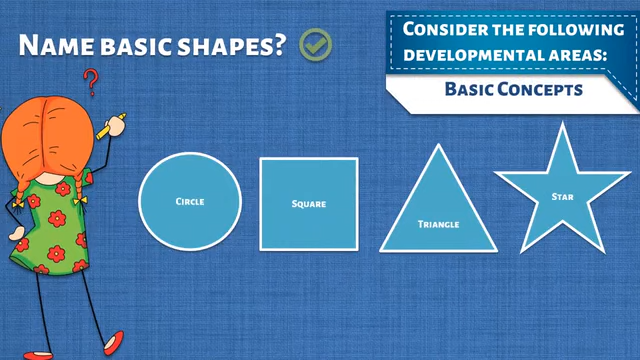 Name basic shapes?
Consider the following
developmental areas:
Basic Concepts
?
Circle
Square
Triangle
Star